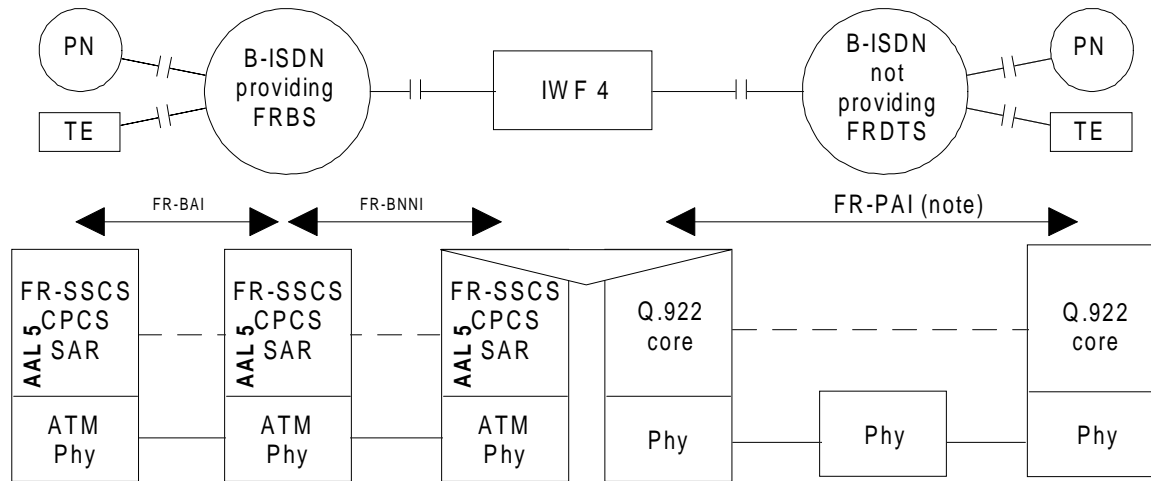 PN
TE
B-ISDN
providing
FRBS
IWF 4
B-ISDN
not
providing
FRDTS
PN
TE
FR-BAI
FR-BNNI
FR-PAI (note)
FR-SSCS
CPCS
SAR
AAL 5
ATM
Phy
FR-SSCS
CPCS
SAR
AAL 5
ATM
Phy
FR-SSCS
CPCS
SAR
AAL 5
ATM
Phy
Q.922
core
Phy
Phy
Q.922
core
Phy